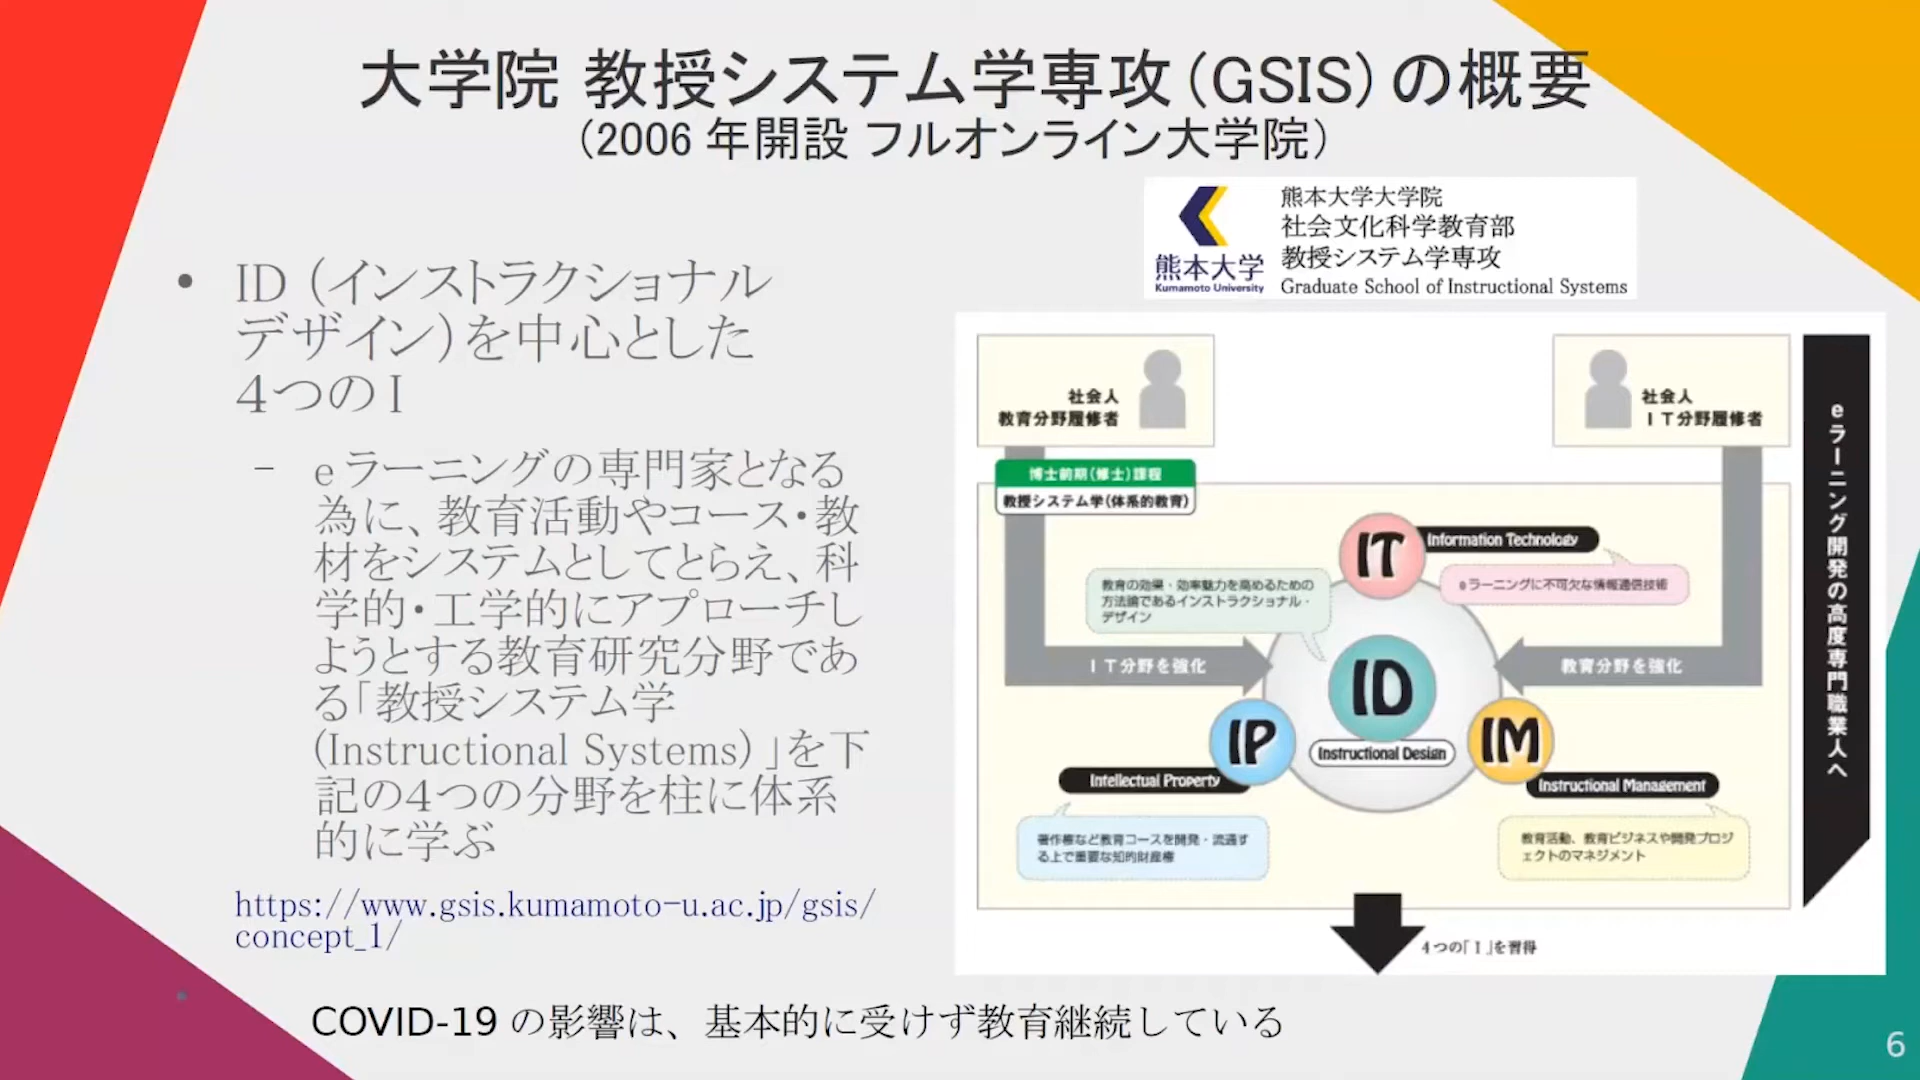 大学院 教授システム学専攻（GSIS）の概要
（2006 年開設 フルオンライン大学院）
熊本大学
Kumamoto University
熊本大学大学院
社会文化科学教育部
教授システム学専攻
Graduate School of Instructional Systems
• ID（インストラクショナル
デザイン）を中心とした
４つのI
– eラーニングの専門家となる
為に、教育活動やコース・教
材をシステムとしてとらえ、科
学的・工学的にアプローチし
ようとする教育研究分野であ
る「教授システム学
(Instructional Systems)」を下
記の４つの分野を柱に体系
的に学ぶ
https://www.gsis.kumamoto-u.ac.jp/gsis/
concept_1/
社会人
教育分野履修者
社会人
ＩＴ分野履修者
博士前期(修士)課程
教授システム学(体系的教育)
IT
Information Technology
eラーニングに不可欠な情報通信技術
教育の効果・効率魅力を高めるための
方法論であるインストラクショナル・
デザイン
ＩＴ分野を強化
教育分野を強化
ID
Instructional Design
IP
Intellectual Property
IM
Instructional Management
著作権など教育コースを開発・流通す
る上で重要な知的財産権
教育活動、教育ビジネスや開発プロジ
ェクトのマネジメント
４つの「Ｉ」を習得
eラーニング開発の高度専門職業人へ
COVID-19 の影響は、基本的に受けず教育継続している
6